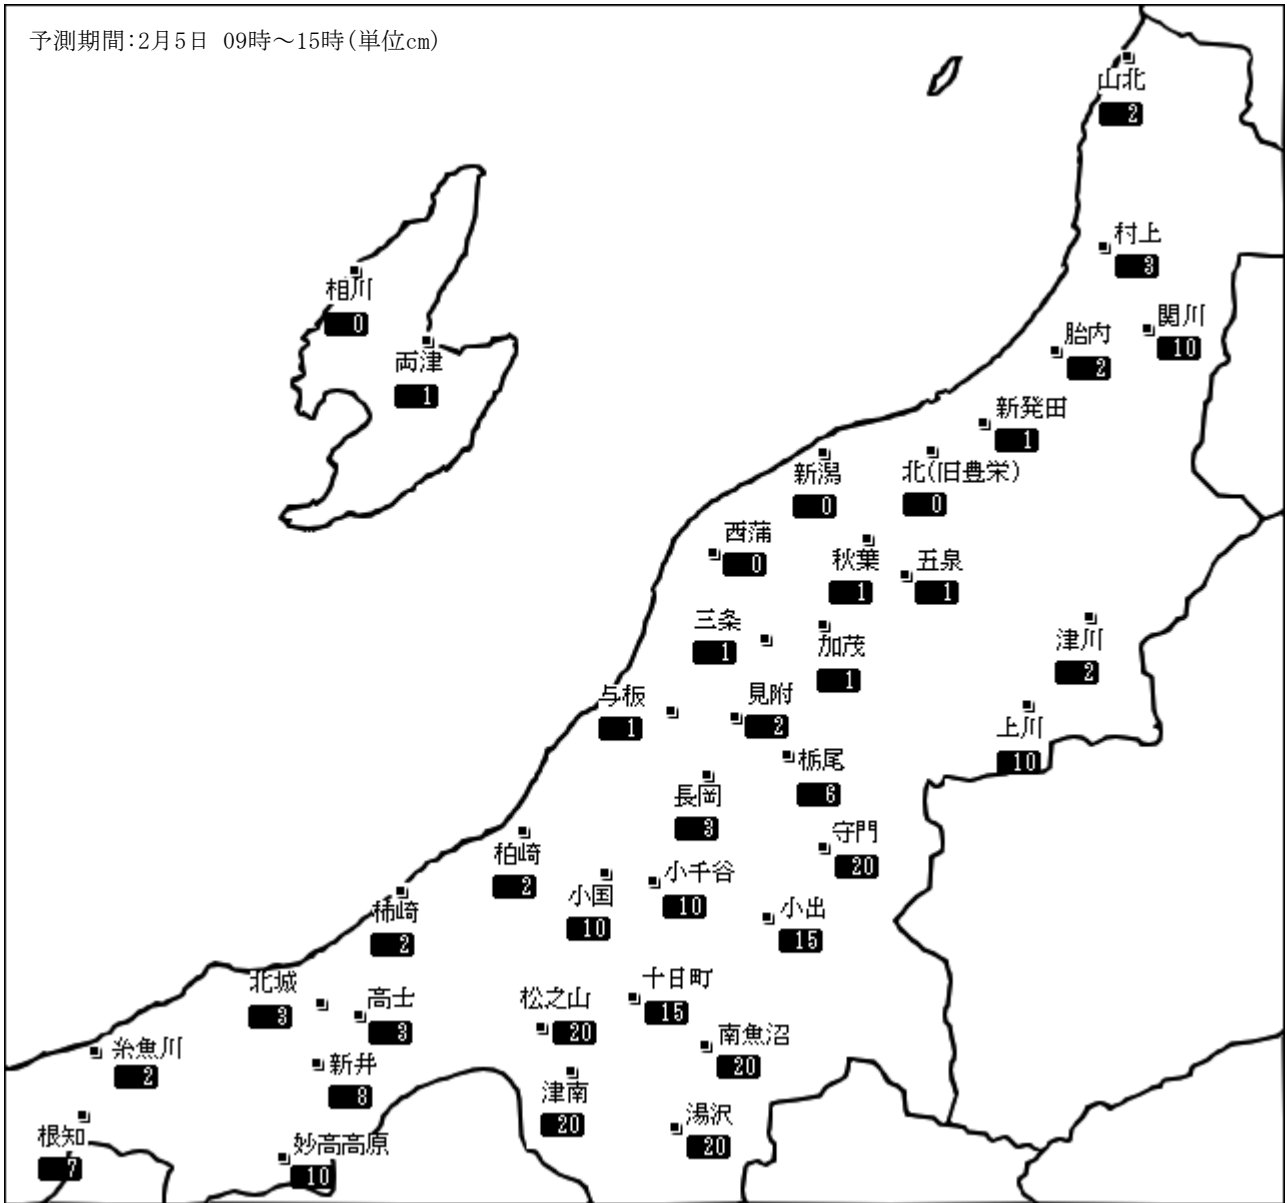 予測期間:2月5日 09時～15時(単位cm)
山北
2
村上
3
相川
0
関川
10
胎内
2
両津
1
新発田
1
新潟
0
北(旧豊栄)
0
西蒲
0
秋葉
1
五泉
1
三条
1
加茂
1
津川
2
与板
1
見附
2
上川
10
栃尾
6
長岡
3
守門
20
柏崎
2
小国
10
小千谷
10
小出
15
柿崎
2
北城
3
高士
3
松之山
20
十日町
15
南魚沼
20
糸魚川
2
新井
8
津南
20
湯沢
20
根知
7
妙高高原
10